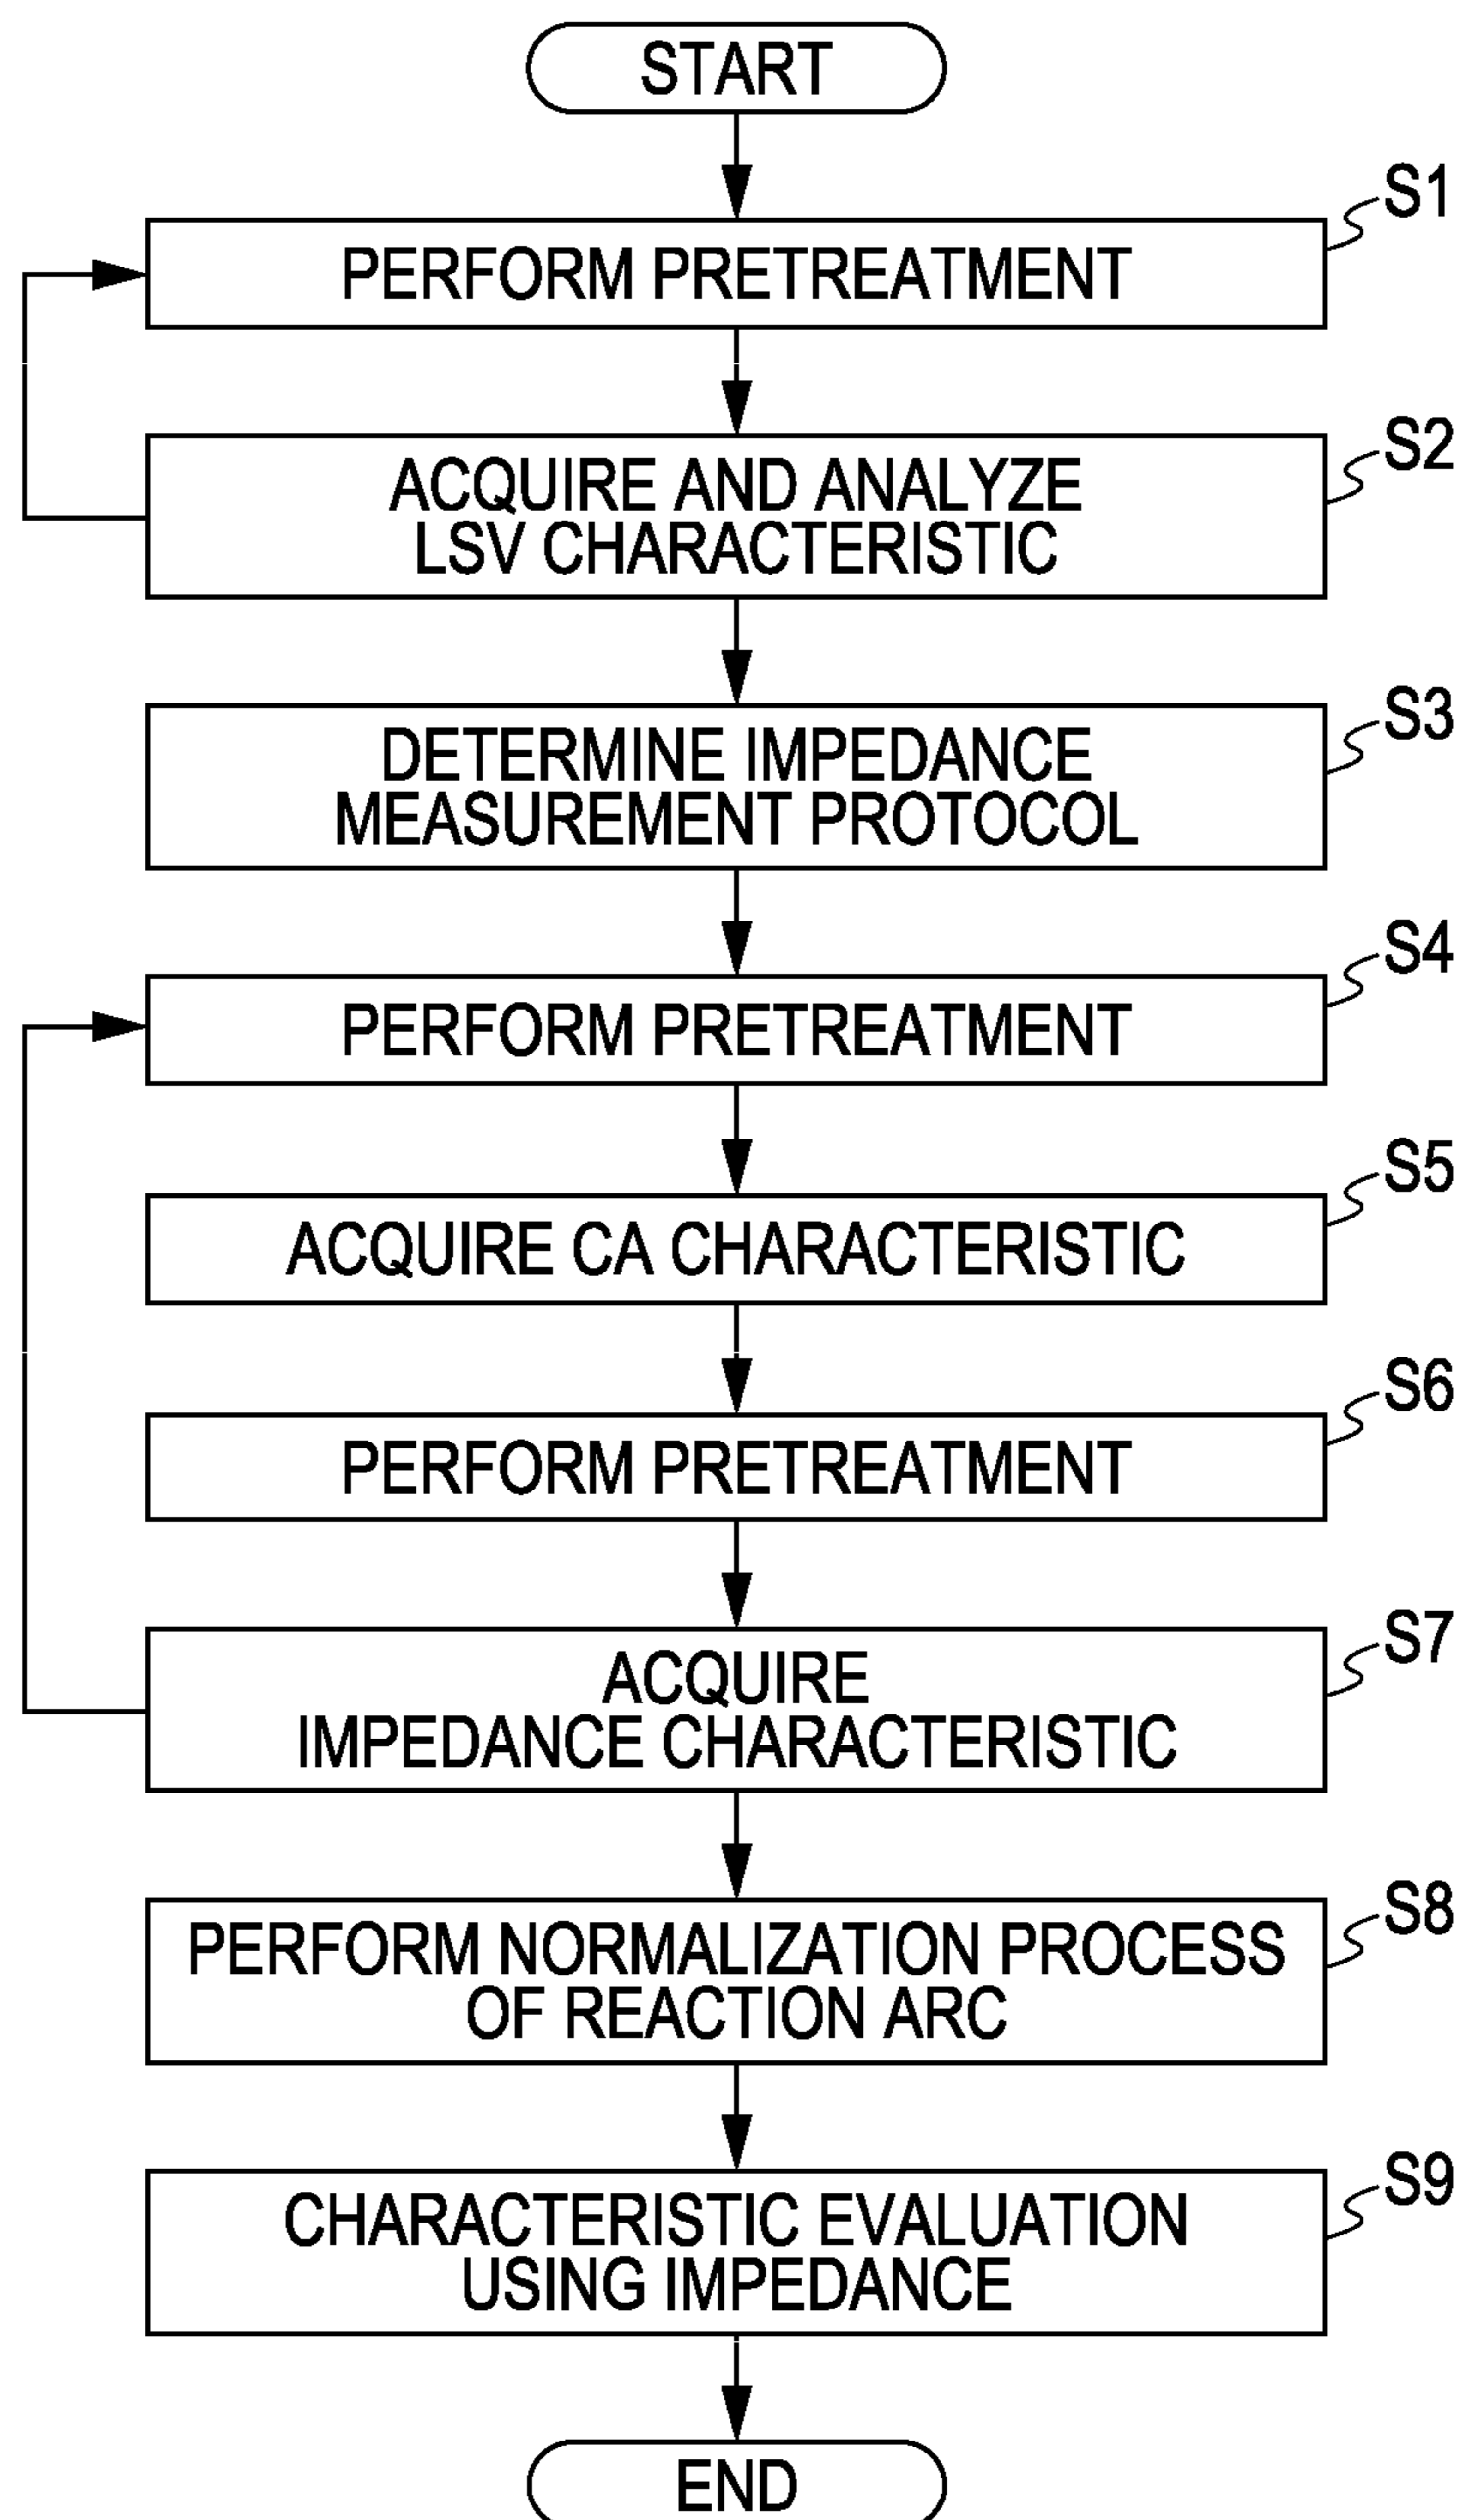 START
S1
PERFORM PRETREATMENT
S2
ACQUIRE AND ANALYZE
LSV CHARACTERISTIC
S3
DETERMINE IMPEDANCE
MEASUREMENT PROTOCOL
S4
PERFORM PRETREATMENT
S5
ACQUIRE CA CHARACTERISTIC
S6
PERFORM PRETREATMENT
S7
ACQUIRE
IMPEDANCE CHARACTERISTIC
S8
PERFORM NORMALIZATION PROCESS
OF REACTION ARC
S9
CHARACTERISTIC EVALUATION
USING IMPEDANCE
END